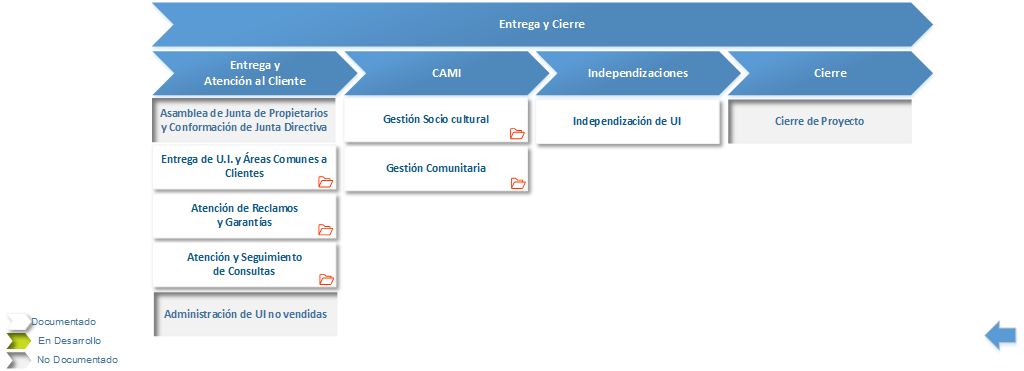 Entrega y Cierre
Entrega y
Atención al Cliente
CAMI
Independizaciones
Cierre
Asamblea de Junta de Propietarios
y Conformación de Junta Directiva
Gestión Socio cultural
Independización de UI
Cierre de Proyecto
Entrega de U.I. y Áreas Comunes a
Clientes
Gestión Comunitaria
Atención de Reclamos
y Garantías
Atención y Seguimiento
de Consultas
Administración de UI no vendidas
Documentado
En Desarrollo
No Documentado